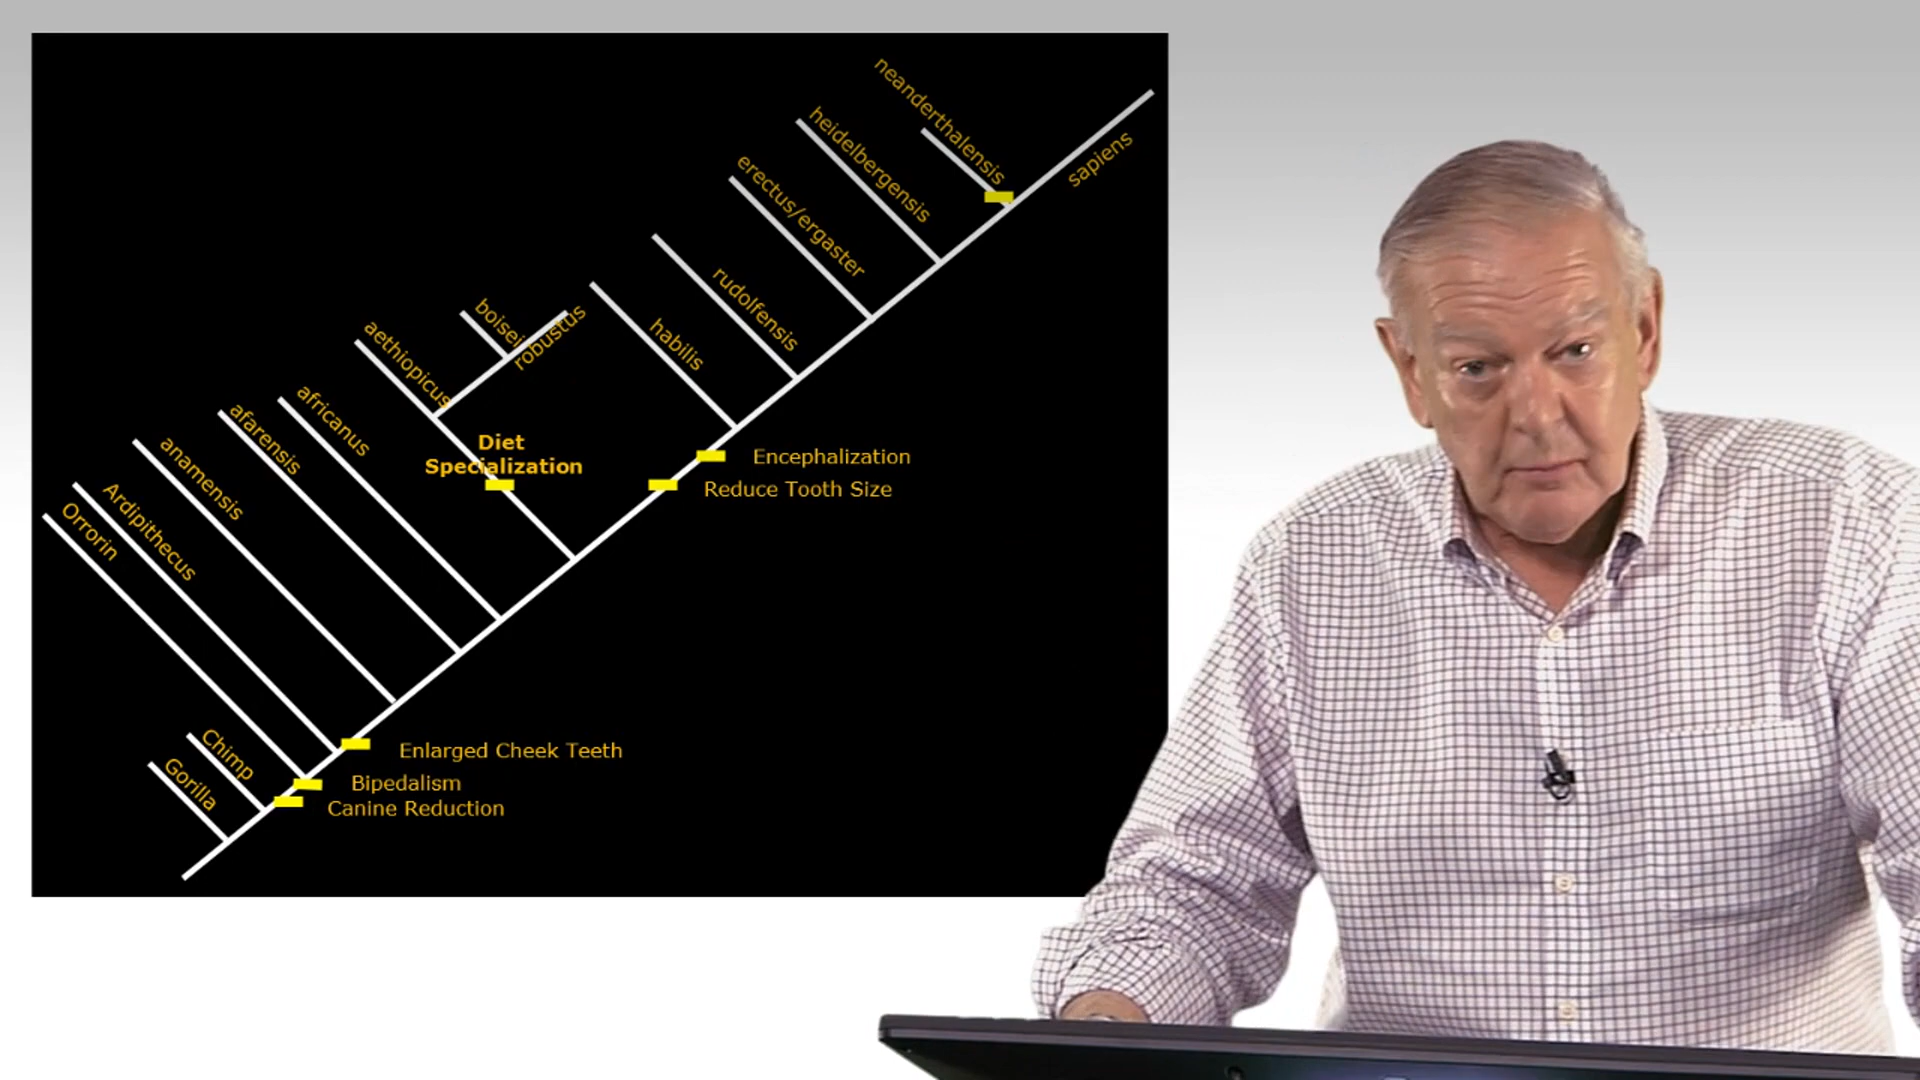 neanderthalensis
heidelbergensis
erectus/ergaster
sapiens
rudolfensis
habilis
boisei
robustus
aethiopicus
africanus
afarensis
anamensis
Ardipithecus
Orrorin
Chimp
Gorilla
Diet
Specialization
Encephalization
Reduce Tooth Size
Enlarged Cheek Teeth
Bipedalism
Canine Reduction